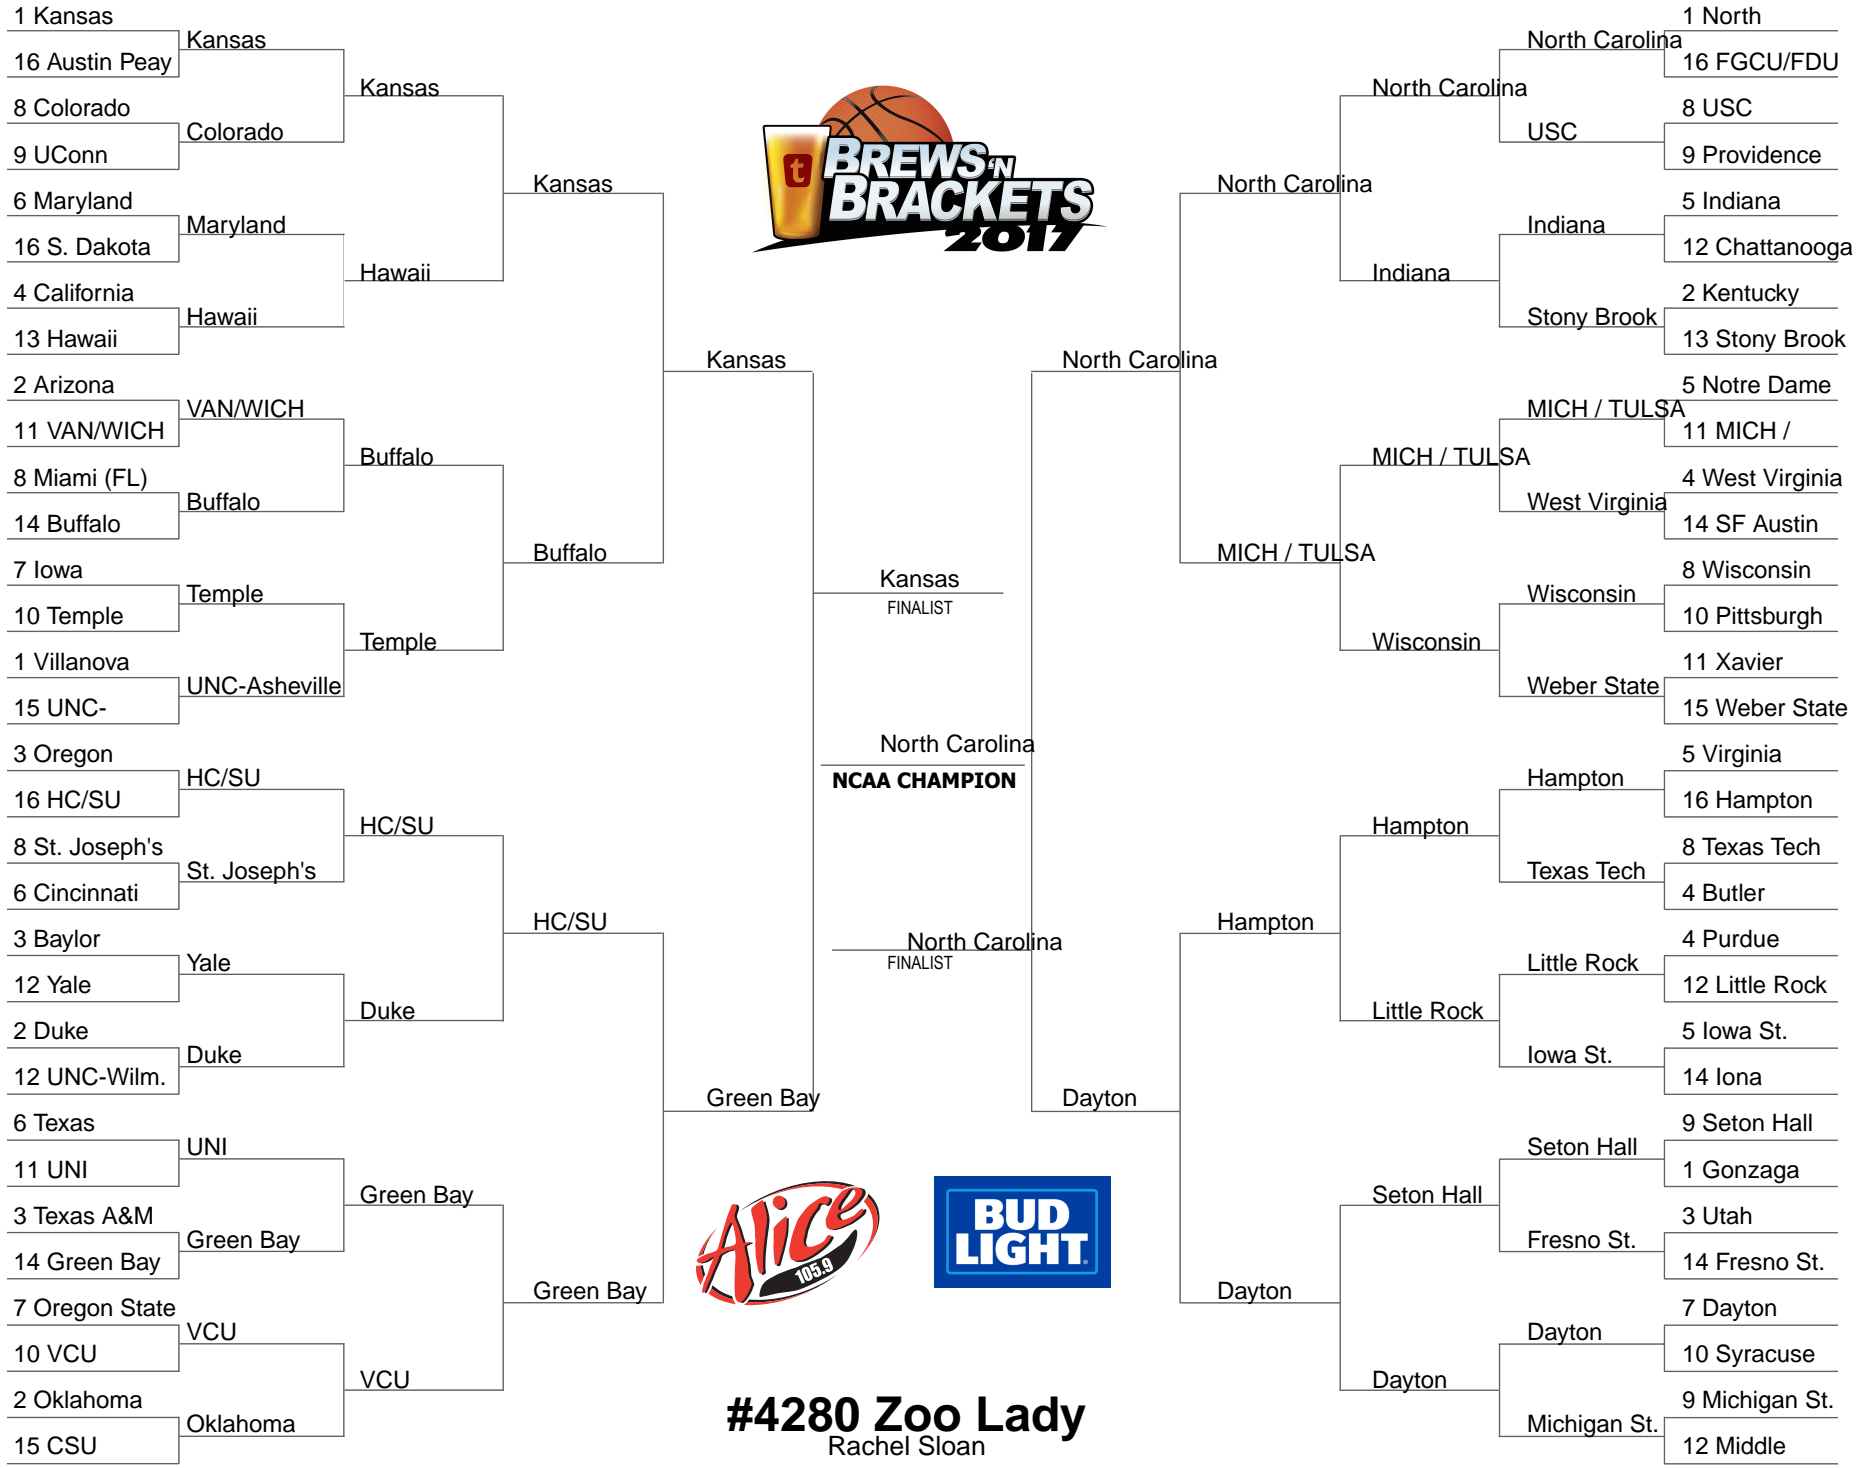 1 Kansas
16 Austin Peay
8 Colorado
9 UConn
6 Maryland
16 S. Dakota
4 California
13 Hawaii
2 Arizona
11 VAN/WICH
8 Miami (FL)
14 Buffalo
7 Iowa
10 Temple
1 Villanova
15 UNC-
3 Oregon
16 HC/SU
8 St. Joseph's
6 Cincinnati
3 Baylor
12 Yale
2 Duke
12 UNC-Wilm.
6 Texas
11 UNI
3 Texas A&M
14 Green Bay
7 Oregon State
10 VCU
2 Oklahoma
15 CSU
Kansas
Colorado
Maryland
Hawaii
VAN/WICH
Buffalo
Temple
UNC-Asheville
HC/SU
St. Joseph's
Yale
Duke
UNI
Green Bay
VCU
Oklahoma
Kansas
Hawaii
Buffalo
Temple
HC/SU
Duke
Green Bay
VCU
Kansas
Buffalo
HC/SU
Green Bay
Kansas
Green Bay
t
BREWS 'N
BRACKETS
2017
Kansas
FINALIST
North Carolina
NCAA CHAMPION
North Carolina
FINALIST
Alice
105.9
BUD
LIGHT
#4280 Zoo Lady
Rachel Sloan
North Carolina
Dayton
North Carolina
MICH / TULSA
Hampton
Dayton
North Carolina
Indiana
MICH / TULSA
Wisconsin
Hampton
Little Rock
Seton Hall
Dayton
North Carolina
USC
Indiana
Stony Brook
MICH / TULSA
West Virginia
Wisconsin
Weber State
Hampton
Texas Tech
Little Rock
Iowa St.
Seton Hall
Fresno St.
Dayton
Michigan St.
1 North
16 FGCU/FDU
8 USC
9 Providence
5 Indiana
12 Chattanooga
2 Kentucky
13 Stony Brook
5 Notre Dame
11 MICH /
4 West Virginia
14 SF Austin
8 Wisconsin
10 Pittsburgh
11 Xavier
15 Weber State
5 Virginia
16 Hampton
8 Texas Tech
4 Butler
4 Purdue
12 Little Rock
5 Iowa St.
14 Iona
9 Seton Hall
1 Gonzaga
3 Utah
14 Fresno St.
7 Dayton
10 Syracuse
9 Michigan St.
12 Middle